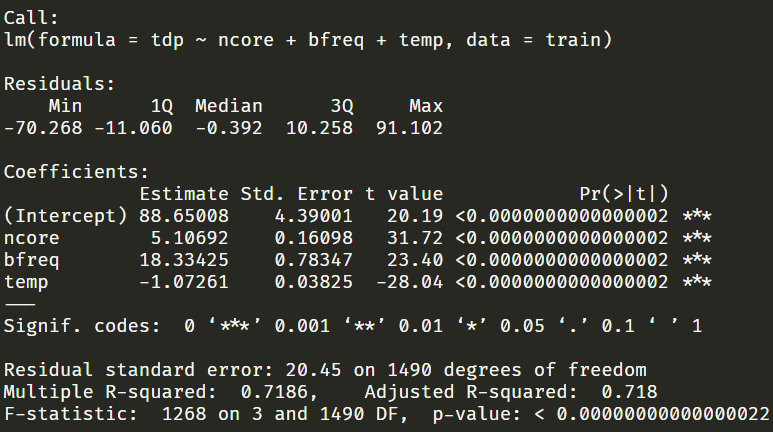 Call:
lm(formula = tdp ~ ncore + bfreq + temp, data = train)
Residuals:
    Min      1Q  Median      3Q     Max
-70.268 -11.060  -0.392  10.258  91.102
Coefficients:
            Estimate Std. Error t value            Pr(>|t|)
(Intercept) 88.65008    4.39001   20.19 <0.0000000000000002 ***
ncore        5.10692    0.16098   31.72 <0.0000000000000002 ***
bfreq       18.33425    0.78347   23.40 <0.0000000000000002 ***
temp        -1.07261    0.03825  -28.04 <0.0000000000000002 ***
---
Signif. codes:  0 ‘***’ 0.001 ‘**’ 0.01 ‘*’ 0.05 ‘.’ 0.1 ‘ ’ 1
Residual standard error: 20.45 on 1490 degrees of freedom
Multiple R-squared:  0.7186,    Adjusted R-squared:  0.718
F-statistic:  1268 on 3 and 1490 DF,  p-value: < 0.00000000000000022